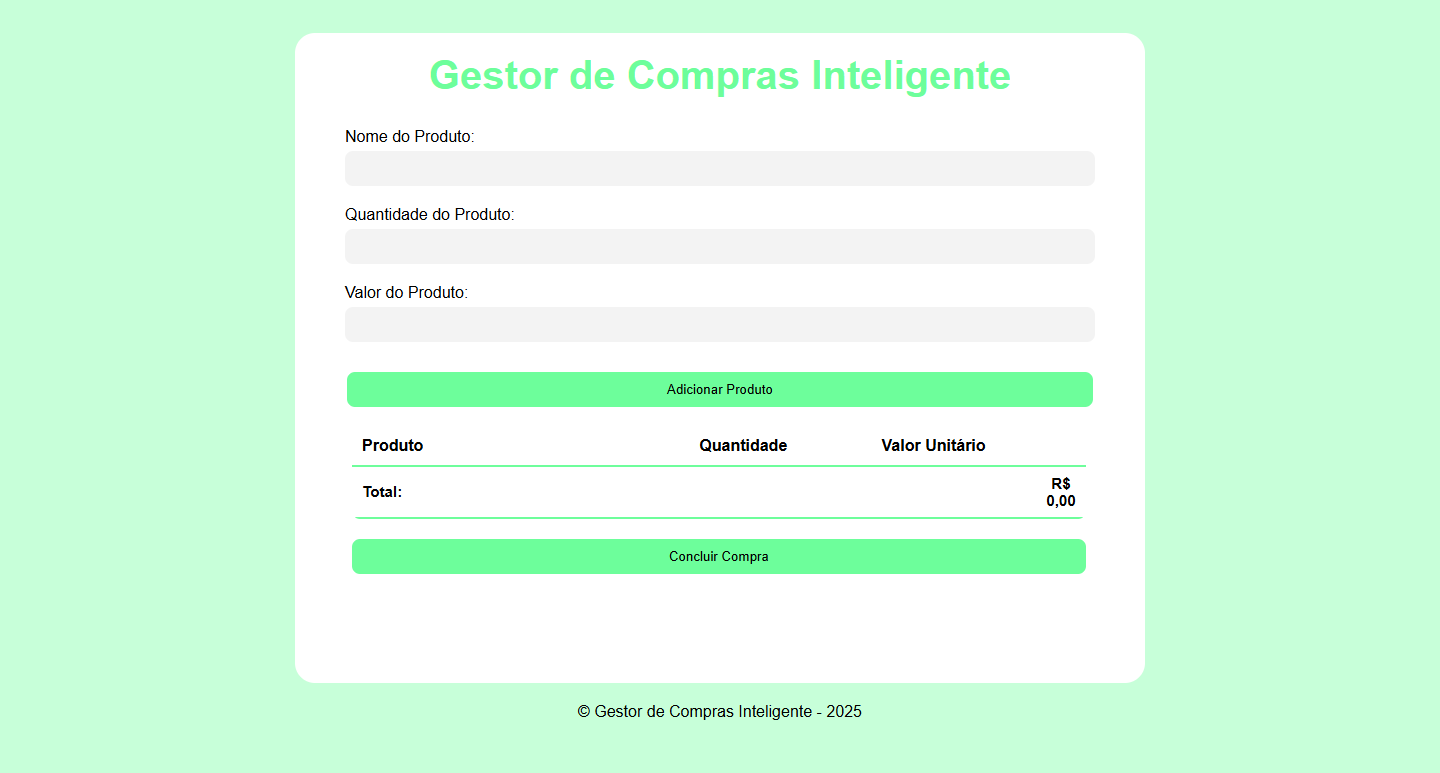 Gestor de Compras Inteligente
Nome do Produto:
Quantidade do Produto:
Valor do Produto:
Adicionar Produto
Produto Quantidade Valor Unitário
Total: R$
0,00
Concluir Compra
© Gestor de Compras Inteligente - 2025